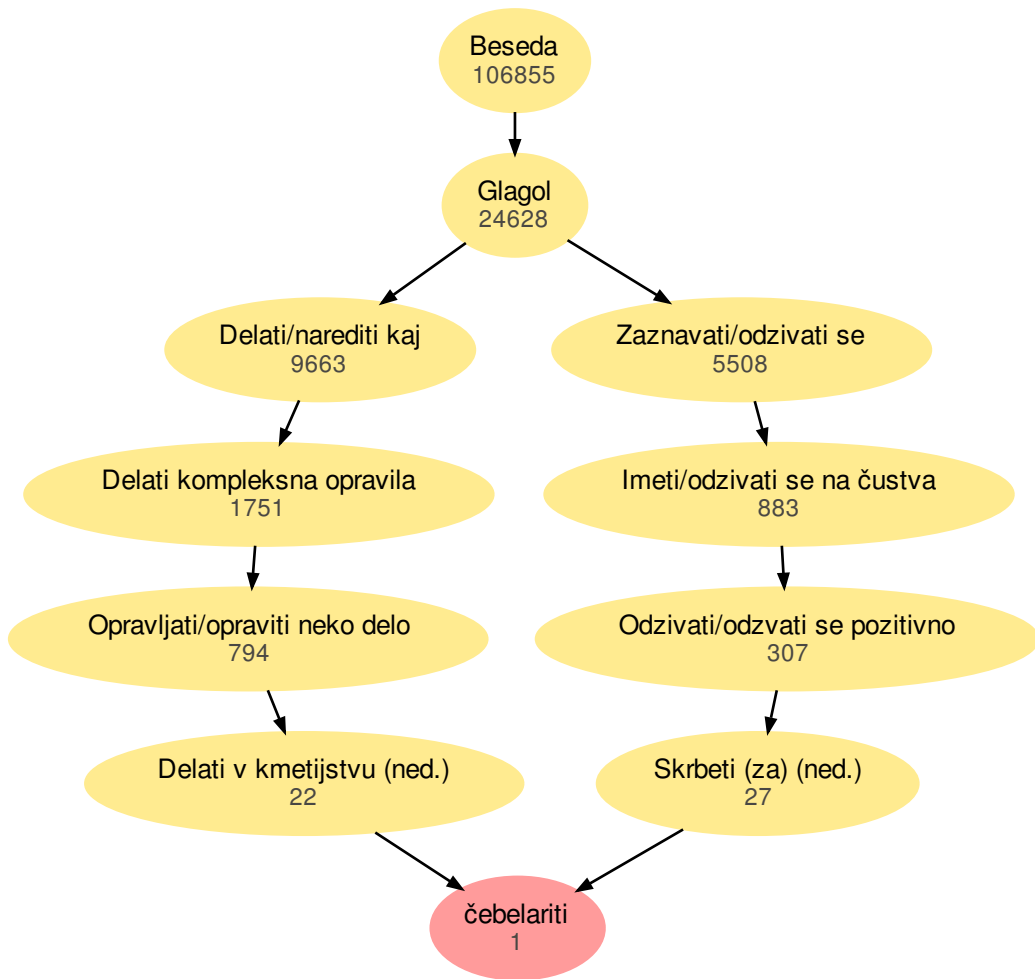 Beseda
106855
Glagol
24628
Delati/narediti kaj
9663
Zaznavati/odzivati se
5508
Delati kompleksna opravila
1751
Imeti/odzivati se na čustva
883
Opravljati/opraviti neko delo
794
Odzivati/odzvati se pozitivno
307
Delati v kmetijstvu (ned.)
22
Skrbeti (za) (ned.)
27
čebelariti
1